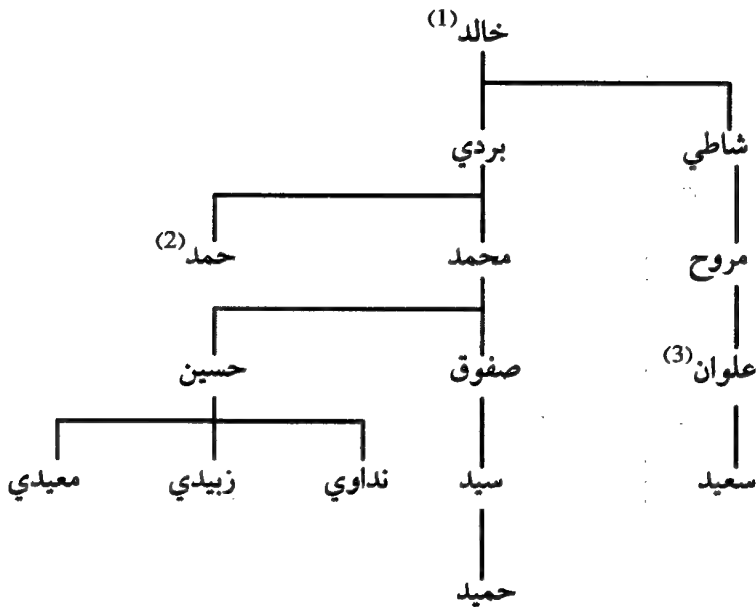 خالد(1)
شاطي بردي
مروح محمد حمد(2)
علوان(3) صفوق حسين
سعيد سيد نداوي زبيدي معيدي
حميد